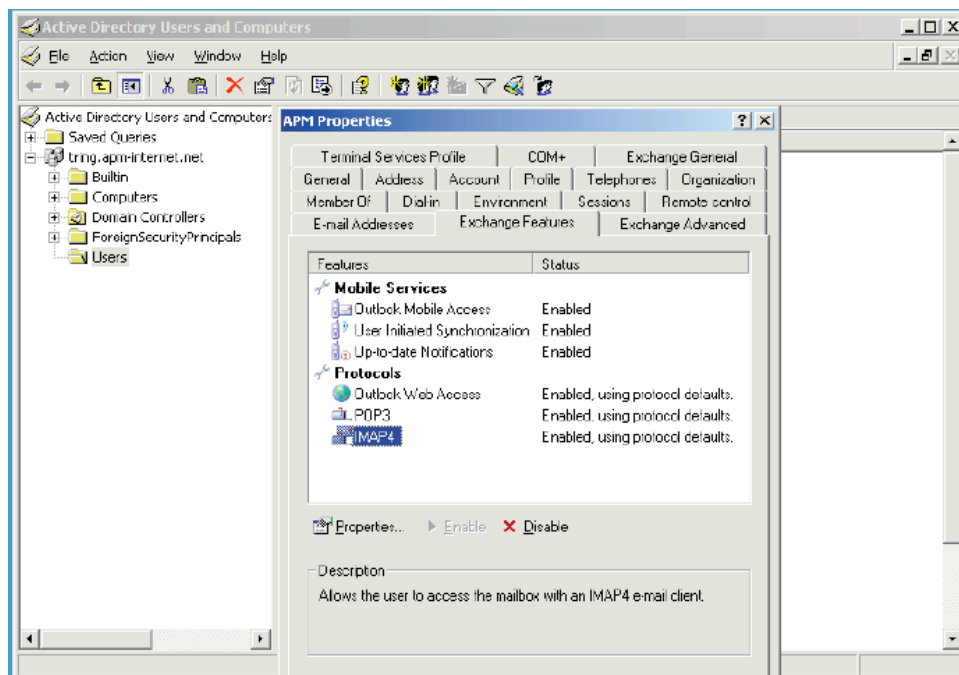 Active Directory Users and Computers
File Action View Window Help
Active Directory Users and Computers
Saved Queries
tring.apm-internet.net
Builtin
Computers
Domain Controllers
ForeignSecurityPrincipals
Users
APM Properties
Terminal Services Profile COM+ Exchange General
General Address Account Profile Telephones Organization
Member Of Dial-in Environment Sessions Remote control
E-mail Addresses Exchange Features Exchange Advanced
Features Status
Mobile Services
Outlook Mobile Access Enabled
User Initiated Synchronization Enabled
Up-to-date Notifications Enabled
Protocols
Outlook Web Access Enabled, using protocol defaults.
POP3 Enabled, using protocol defaults.
IMAP4 Enabled, using protocol defaults.
Properties... Enable Disable
Description
Allows the user to access the mailbox with an IMAP4 e-mail client.